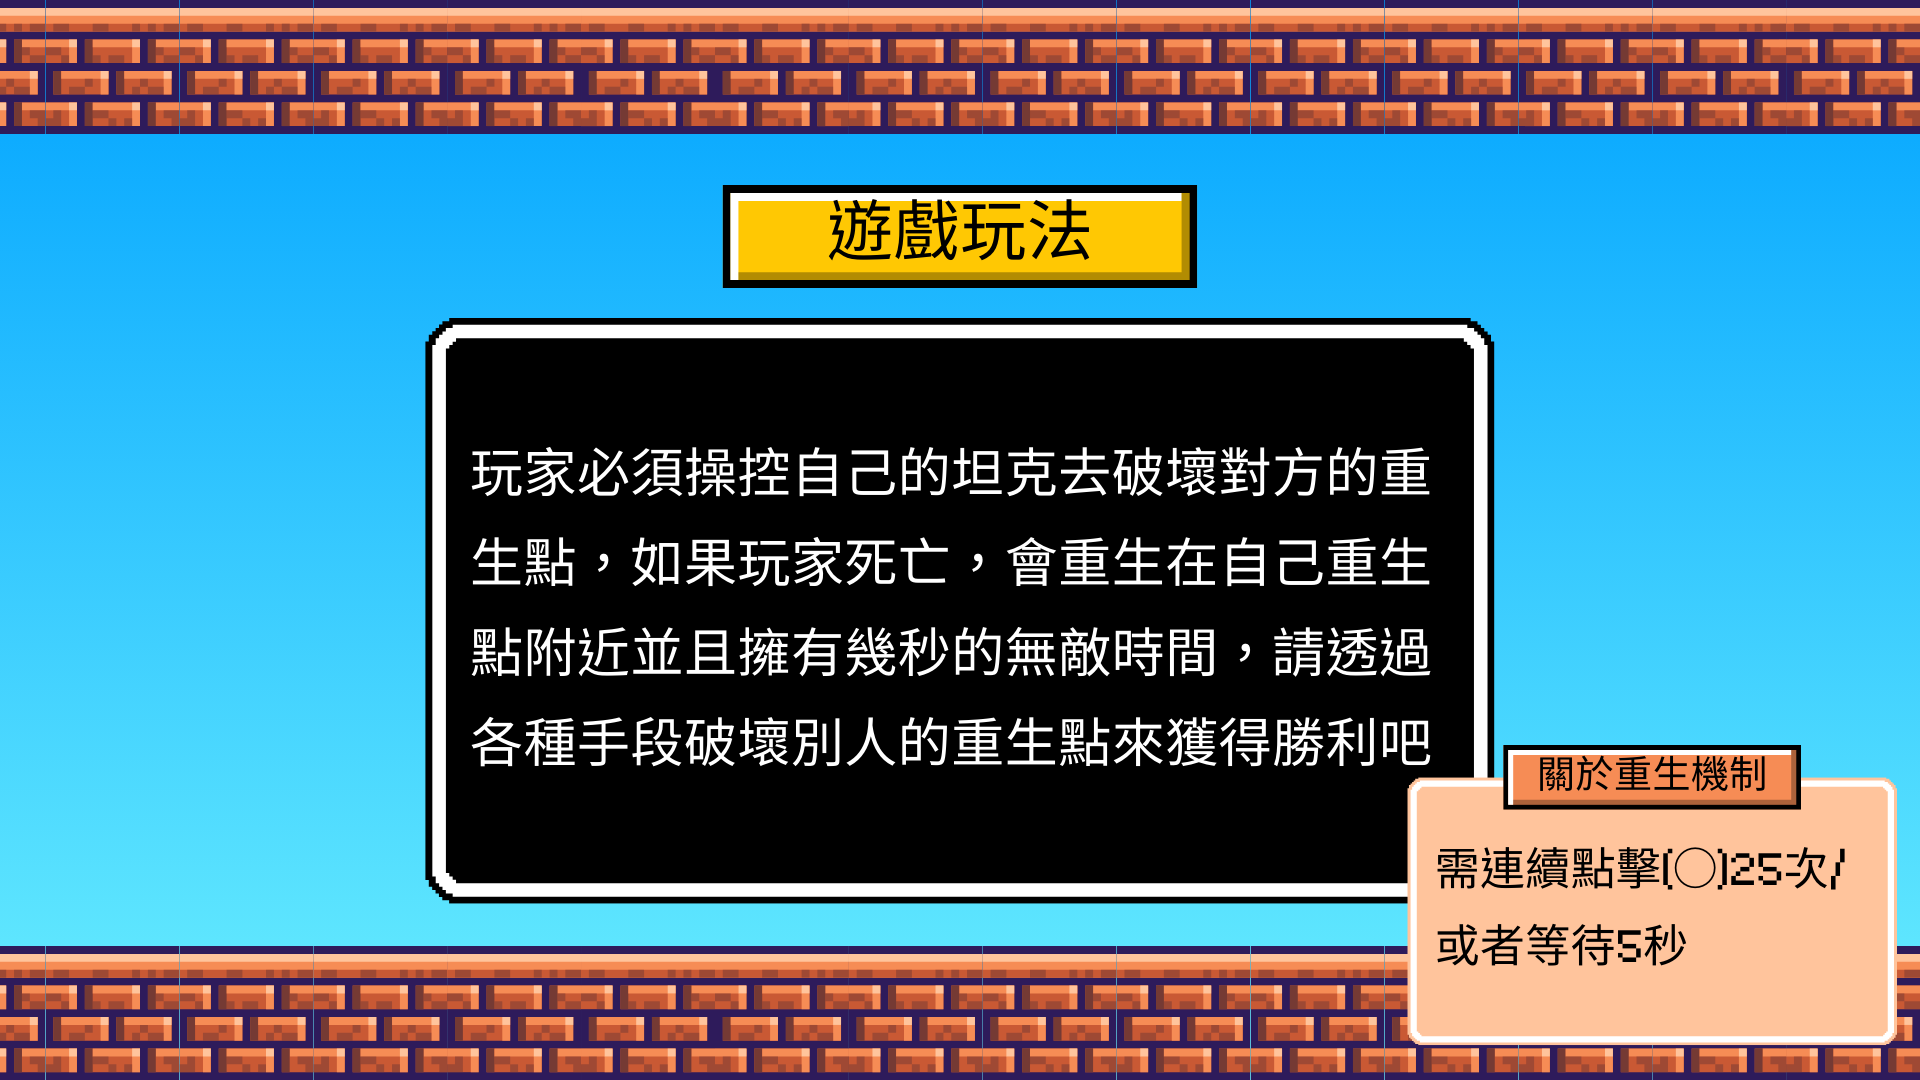 遊戲玩法
玩家必須操控自己的坦克去破壞對方的重
生點，如果玩家死亡，會重生在自己重生
點附近並且擁有幾秒的無敵時間，請透過
各種手段破壞別人的重生點來獲得勝利吧
關於重生機制
需連續點擊(◯)25次/
或者等待5秒